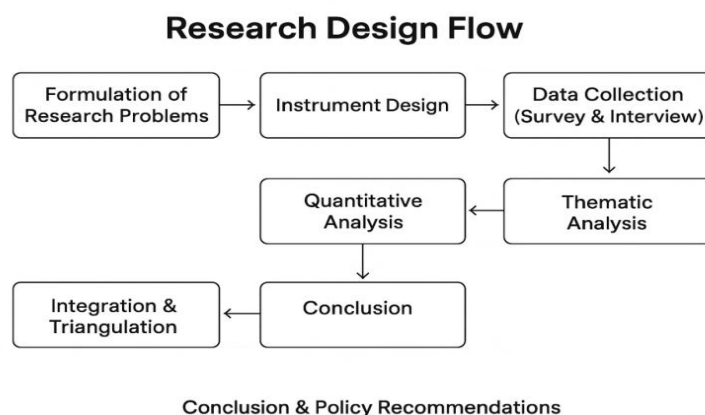 Research Design Flow
Formulation of
Research Problems
Instrument Design
Data Collection
(Survey & Interview)
Quantitative
Analysis
Thematic
Analysis
Integration &
Triangulation
Conclusion
Conclusion & Policy Recommendations